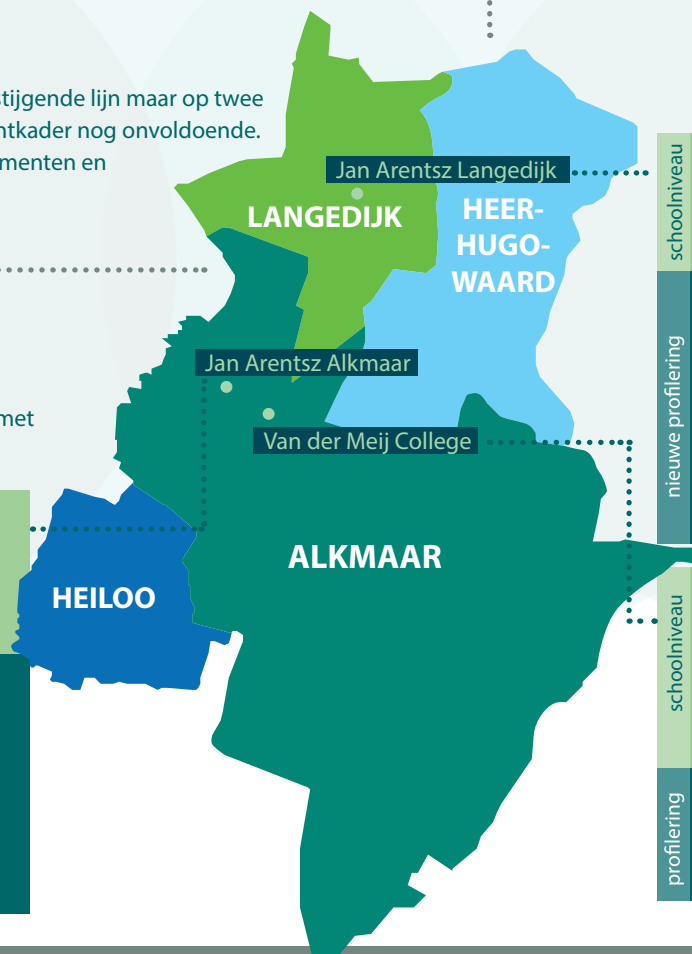 stijgende lijn maar op twee
ntkader nog onvoldoende.
menten en
met
Jan Arentsz Langedijk
LANGEDIJK
HEER-
HUGO-
WAARD
Jan Arentsz Alkmaar
Van der Meij College
ALKMAAR
HEILOO
schoolniveau
nieuwe profilering
schoolniveau
profilering